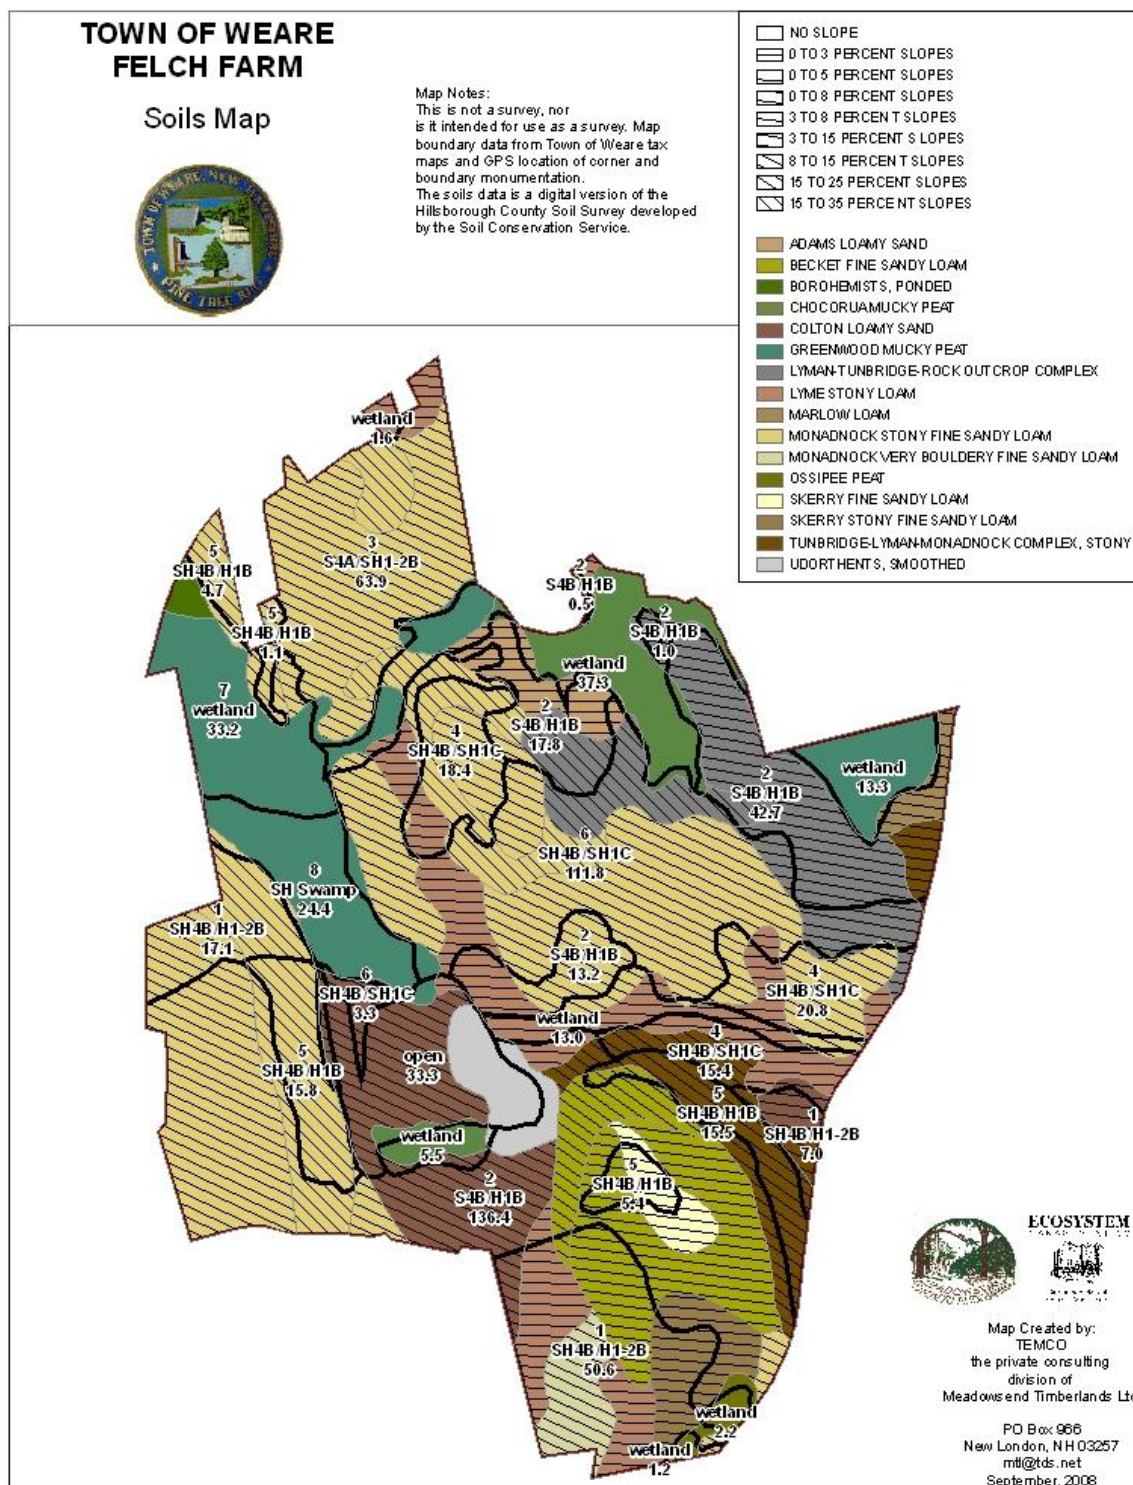 TOWN OF WEARE
FELCH FARM
Soils Map
TOWN OF WEARE, NEW HAMPSHIRE
PINE TREE
Map Notes:
This is not a survey, nor
is it intended for use as a survey. Map
boundary data from Town of Weare tax
maps and GPS location of corner and
boundary monumentation.
The soils data is a digital version of the
Hillsborough County Soil Survey developed
by the Soil Conservation Service.
NO SLOPE
0 TO 3 PERCENT SLOPES
0 TO 5 PERCENT SLOPES
0 TO 8 PERCENT SLOPES
3 TO 8 PERCENT SLOPES
3 TO 15 PERCENT SLOPES
8 TO 15 PERCENT SLOPES
15 TO 25 PERCENT SLOPES
15 TO 35 PERCENT SLOPES
ADAMS LOAMY SAND
BECKET FINE SANDY LOAM
BOROHEMISTS, PONDED
CHOCORUA MUCKY PEAT
COLTON LOAMY SAND
GREENWOOD MUCKY PEAT
LYMAN-TUNBRIDGE-ROCK OUTCROP COMPLEX
LYME STONY LOAM
MARLOW LOAM
MONADNOCK STONY FINE SANDY LOAM
MONADNOCK VERY BOULDERY FINE SANDY LOAM
OSSIPEE PEAT
SKERRY FINE SANDY LOAM
SKERRY STONY FINE SANDY LOAM
TUNBRIDGE-LYMAN-MONADNOCK COMPLEX, STONY
UDORTHENTS, SMOOTHED
wetland
1.6
3
S4A/SH1-2B
63.9
5
SH4B/H1B
4.7
2
S4B/H1B
0.5
5
SH4B/H1B
1.1
2
S4B/H1B
1.0
wetland
37.3
7
wetland
33.2
2
S4B/H1B
17.8
4
SH4B/SH1C
18.4
wetland
13.3
2
S4B/H1B
42.7
6
SH4B/SH1C
111.8
8
SH Swamp
24.4
1
SH4B/H1-2B
17.1
2
S4B/H1B
13.2
6
SH4B/SH1C
3.3
4
SH4B/SH1C
20.8
wetland
13.0
4
SH4B/SH1C
15.4
open
33.3
5
SH4B/H1B
15.8
5
SH4B/H1B
15.5
1
SH4B/H1-2B
7.0
wetland
5.5
5
SH4B/H1B
5.4
2
S4B/H1B
136.4
1
SH4B/H1-2B
50.6
wetland
2.2
wetland
1.2
ECOSYSTEM
Map Created by:
TEMCO
the private consulting
division of
Meadowsend Timberlands Ltd
PO Box 966
New London, NH 03257
mtl@tds.net
September, 2008